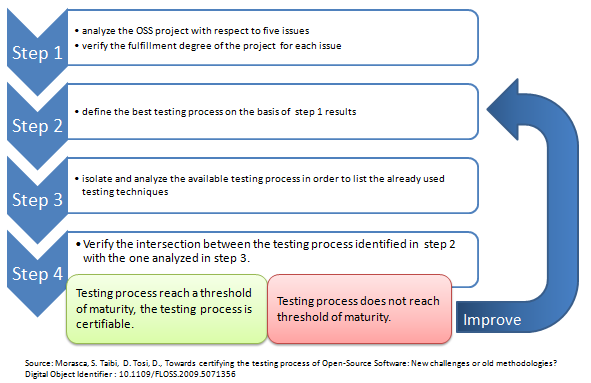 Step 1
• analyze the OSS project with respect to five issues
• verify the fulfillment degree of the project for each issue
Step 2
• define the best testing process on the basis of step 1 results
Step 3
• isolate and analyze the available testing process in order to list the already used
testing techniques
Step 4
• Verify the intersection between the testing process identified in step 2
with the one analyzed in step 3.
Testing process reach a threshold
of maturity, the testing process is
certifiable.
Testing process does not reach
threshold of maturity.
Improve
Source: Morasca, S. Taibi, D. Tosi, D., Towards certifying the testing process of Open-Source Software: New challenges or old methodologies?
Digital Object Identifier : 10.1109/FLOSS.2009.5071356